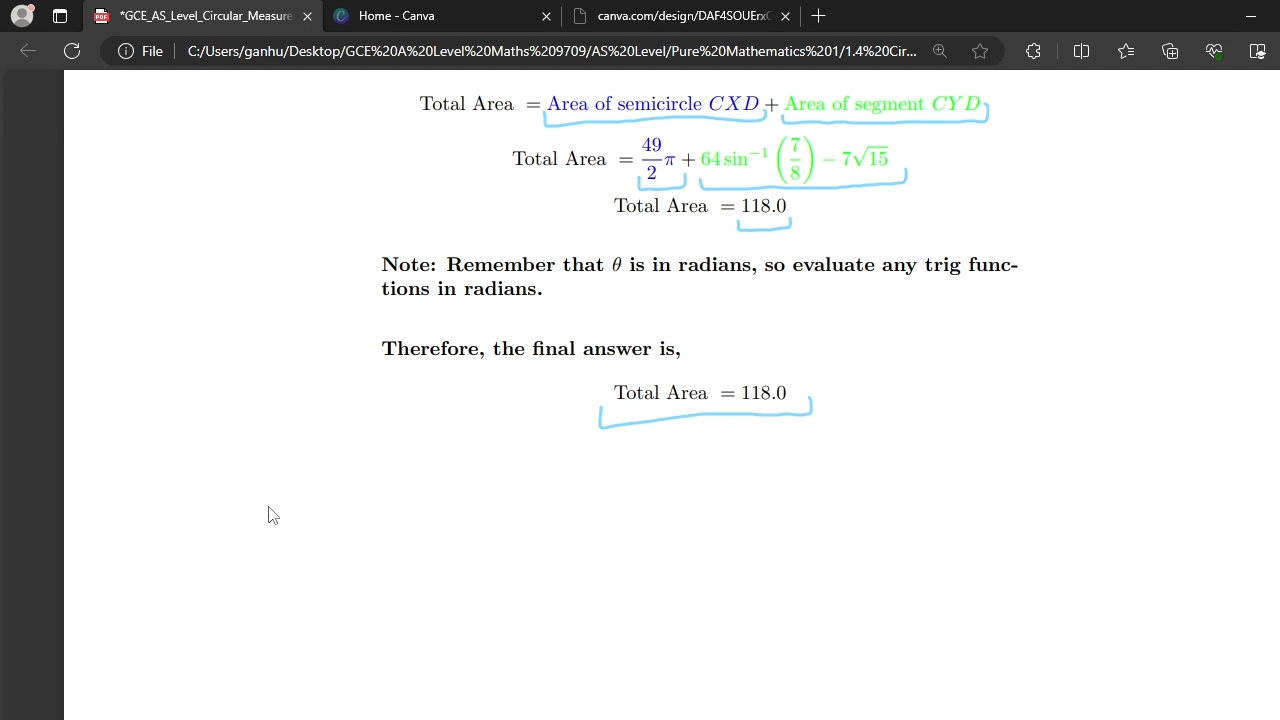 *GCE_AS_Level_Circular_Measure
Home - Canva
canva.com/design/DAF4SOUErxC
File
C:/Users/ganhu/Desktop/GCE%20A%20Level%20Maths%209709/AS%20Level/Pure%20Mathematics%201/1.4%20Cir...
Total Area = Area of semicircle CXD + Area of segment CYD
Total Area = 49/2 π + 64 sin⁻¹ (7/8) − 7√15
Total Area = 118.0
Note: Remember that θ is in radians, so evaluate any trig func-
tions in radians.
Therefore, the final answer is,
Total Area = 118.0